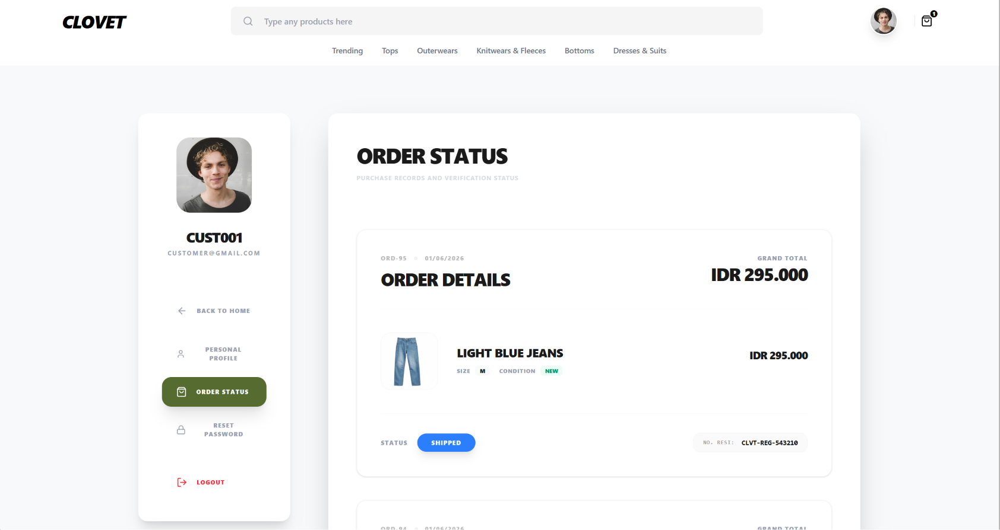 CLOVET
Type any products here
1
Trending Tops Outerwears Knitwears & Fleeces Bottoms Dresses & Suits
CUST001
CUSTOMER@GMAIL.COM
BACK TO HOME
PERSONAL
PROFILE
ORDER STATUS
RESET
PASSWORD
LOGOUT
ORDER STATUS
PURCHASE RECORDS AND VERIFICATION STATUS
ORD-95 01/06/2026
ORDER DETAILS
GRAND TOTAL
IDR 295.000
LIGHT BLUE JEANS
SIZE M CONDITION NEW
IDR 295.000
STATUS SHIPPED
NO. RESI: CLVT-REG-543210
ORD-94 01/06/2026
GRAND TOTAL